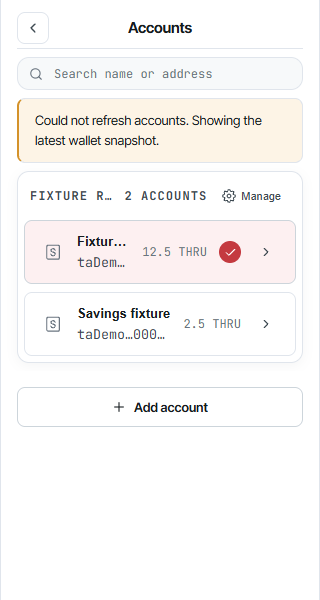 Accounts
Search name or address
Could not refresh accounts. Showing the
latest wallet snapshot.
FIXTURE R… 2 ACCOUNTS Manage
S Fixtur… 12.5 THRU
taDem…
S Savings fixture 2.5 THRU
taDemo…000…
Add account